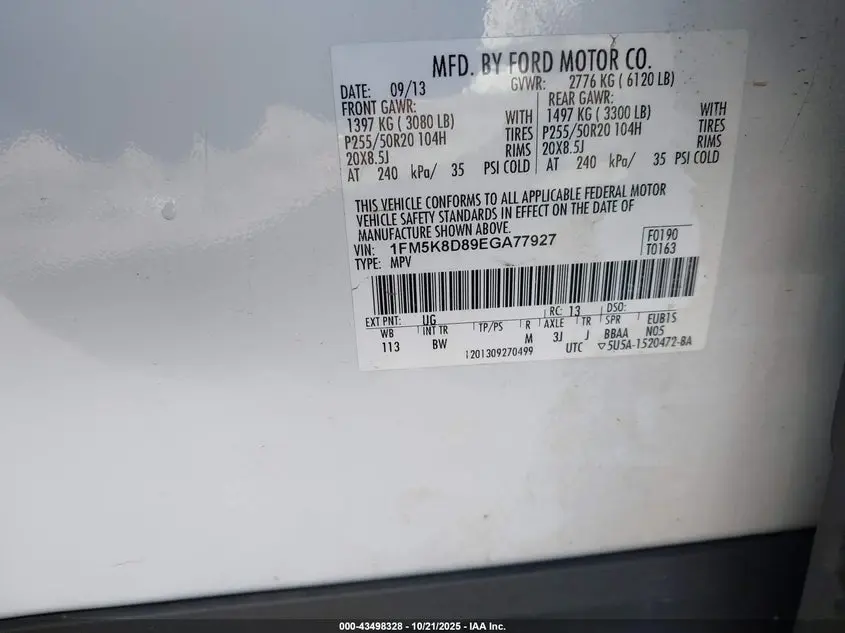 MFD. BY FORD MOTOR CO.
DATE: 09/13 GVWR: 2776 KG ( 6120 LB)
FRONT GAWR: REAR GAWR:
1397 KG ( 3080 LB) WITH 1497 KG ( 3300 LB) WITH
P255/50R20 104H TIRES P255/50R20 104H TIRES
20X8.5J RIMS 20X8.5J RIMS
AT 240 kPa/ 35 PSI COLD AT 240 kPa/ 35 PSI COLD
THIS VEHICLE CONFORMS TO ALL APPLICABLE FEDERAL MOTOR
VEHICLE SAFETY STANDARDS IN EFFECT ON THE DATE OF
MANUFACTURE SHOWN ABOVE.
VIN: 1FM5K8D89EGA77927 F0190
TYPE: MPV T0163
EXT PNT: UG RC: 13 DSO:
WB INT TR TP/PS R AXLE TR SPR EUB15
113 BW M 3J J BBAA N05
1201309270499 UTC ▽5U5A-1520472-8A
000-43498328 | 10/21/2025 | IAA Inc.